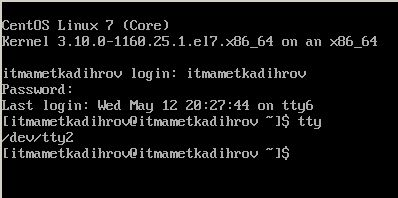 CentOS Linux 7 (Core)
Kernel 3.10.0-1160.25.1.el7.x86_64 on an x86_64
itmametkadihrov login: itmametkadihrov
Password:
Last login: Wed May 12 20:27:44 on tty6
[itmametkadihrov@itmametkadihrov ~]$ tty
/dev/tty2
[itmametkadihrov@itmametkadihrov ~]$